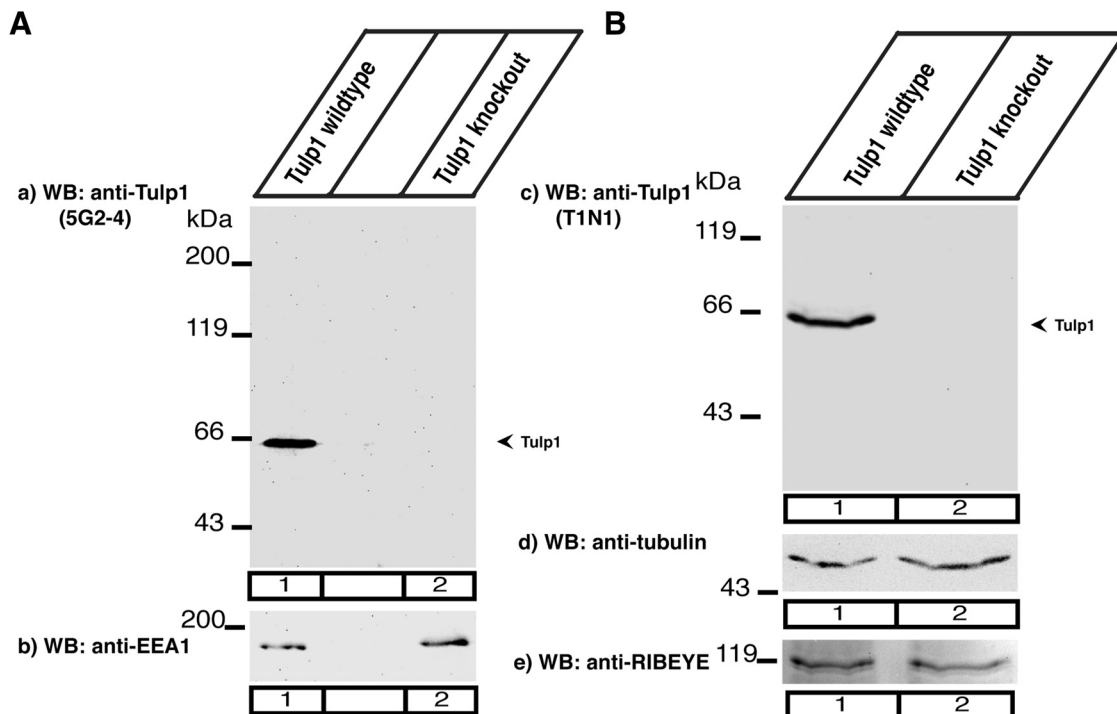 A
Tulp1 wildtype
Tulp1 knockout
a) WB: anti-Tulp1
(5G2-4)
kDa
200
119
66
43
Tulp1
1
2
b) WB: anti-EEA1
200
1
2
B
Tulp1 wildtype
Tulp1 knockout
c) WB: anti-Tulp1
(T1N1)
kDa
119
66
43
Tulp1
1
2
d) WB: anti-tubulin
43
1
2
e) WB: anti-RIBEYE
119
1
2